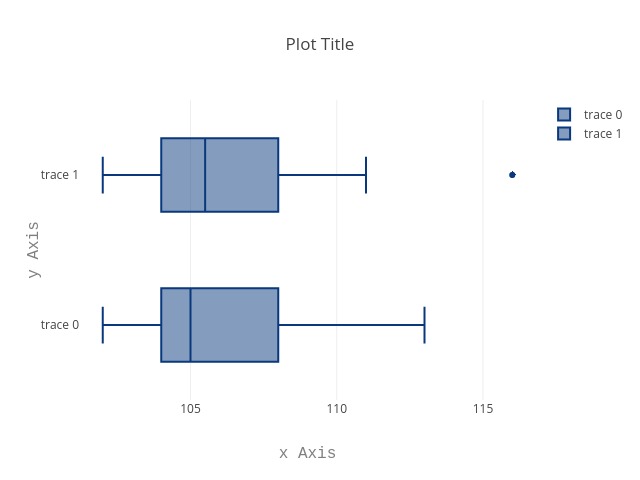 Plot Title
trace 0
trace 1
trace 1
trace 0
y Axis
105 110 115
x Axis